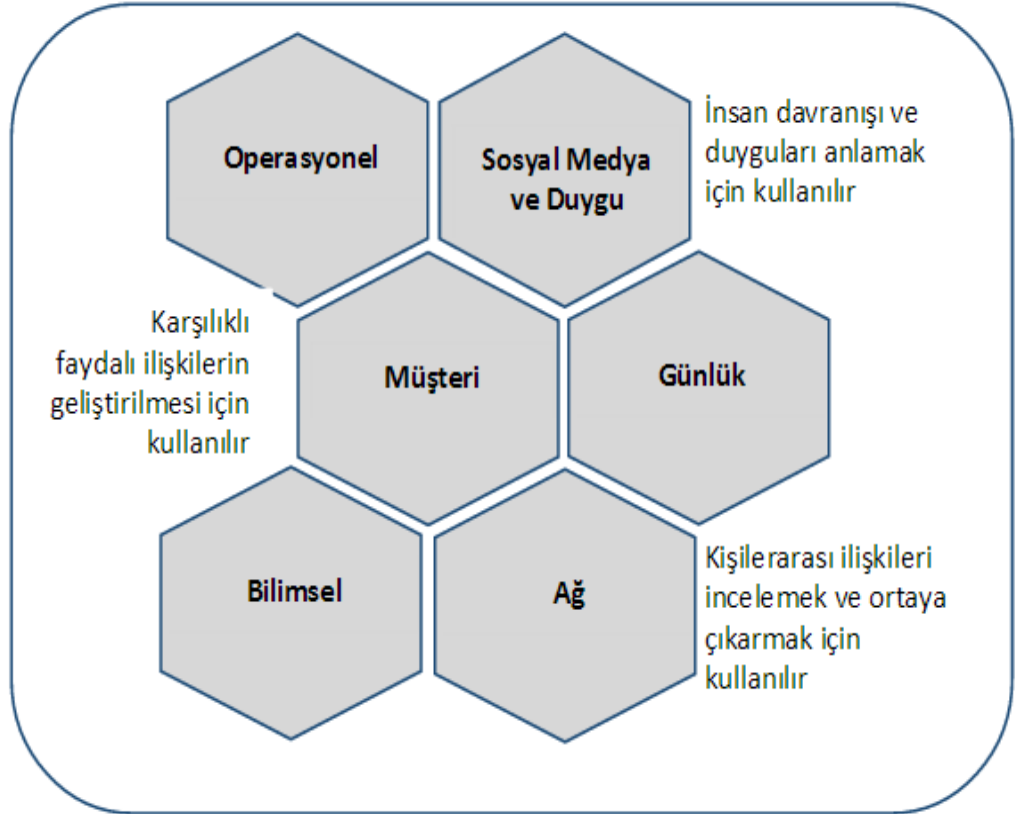 Operasyonel
Sosyal Medya
ve Duygu
İnsan davranışı ve
duyguları anlamak
için kullanılır
Karşılıklı
faydalı ilişkilerin
geliştirilmesi için
kullanılır
Müşteri
Günlük
Bilimsel
Ağ
Kişilerarası ilişkileri
incelemek ve ortaya
çıkarmak için
kullanılır